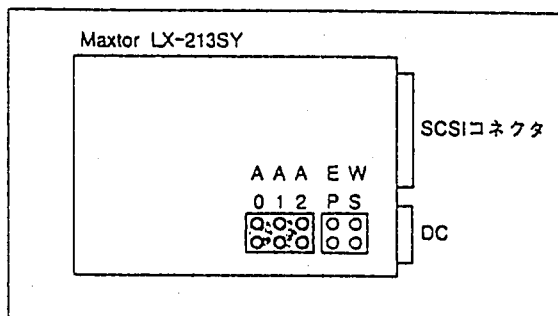 Maxtor LX-213SY
SCSIコネクタ
A A A E W
0 1 2 P S
DC